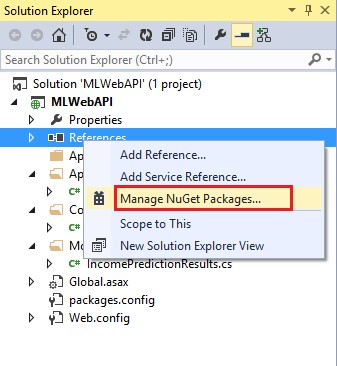 Solution Explorer
Search Solution Explorer (Ctrl+;)
Solution 'MLWebAPI' (1 project)
MLWebAPI
Properties
References
Add Reference...
Ap
Add Service Reference...
Ap
C#
Manage NuGet Packages...
Co
C#
Scope to This
Mo
New Solution Explorer View
C# IncomePredictionResults.cs
Global.asax
packages.config
Web.config